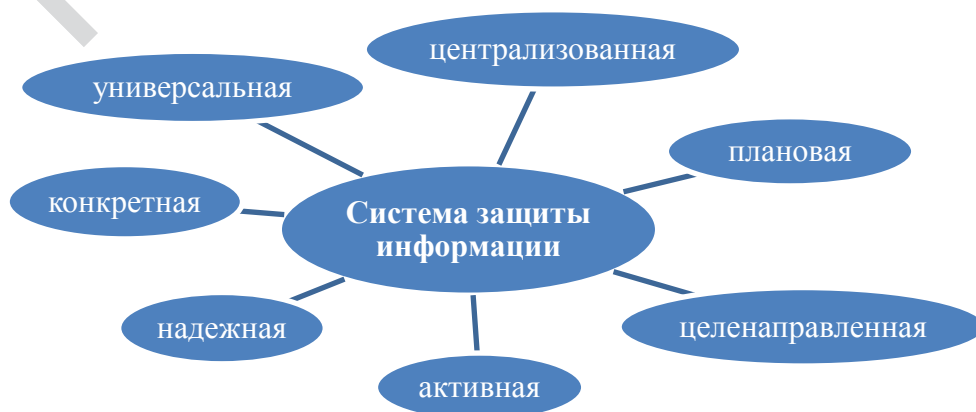 централизованная
универсальная
плановая
конкретная
Система защиты
информации
надежная
целенаправленная
активная